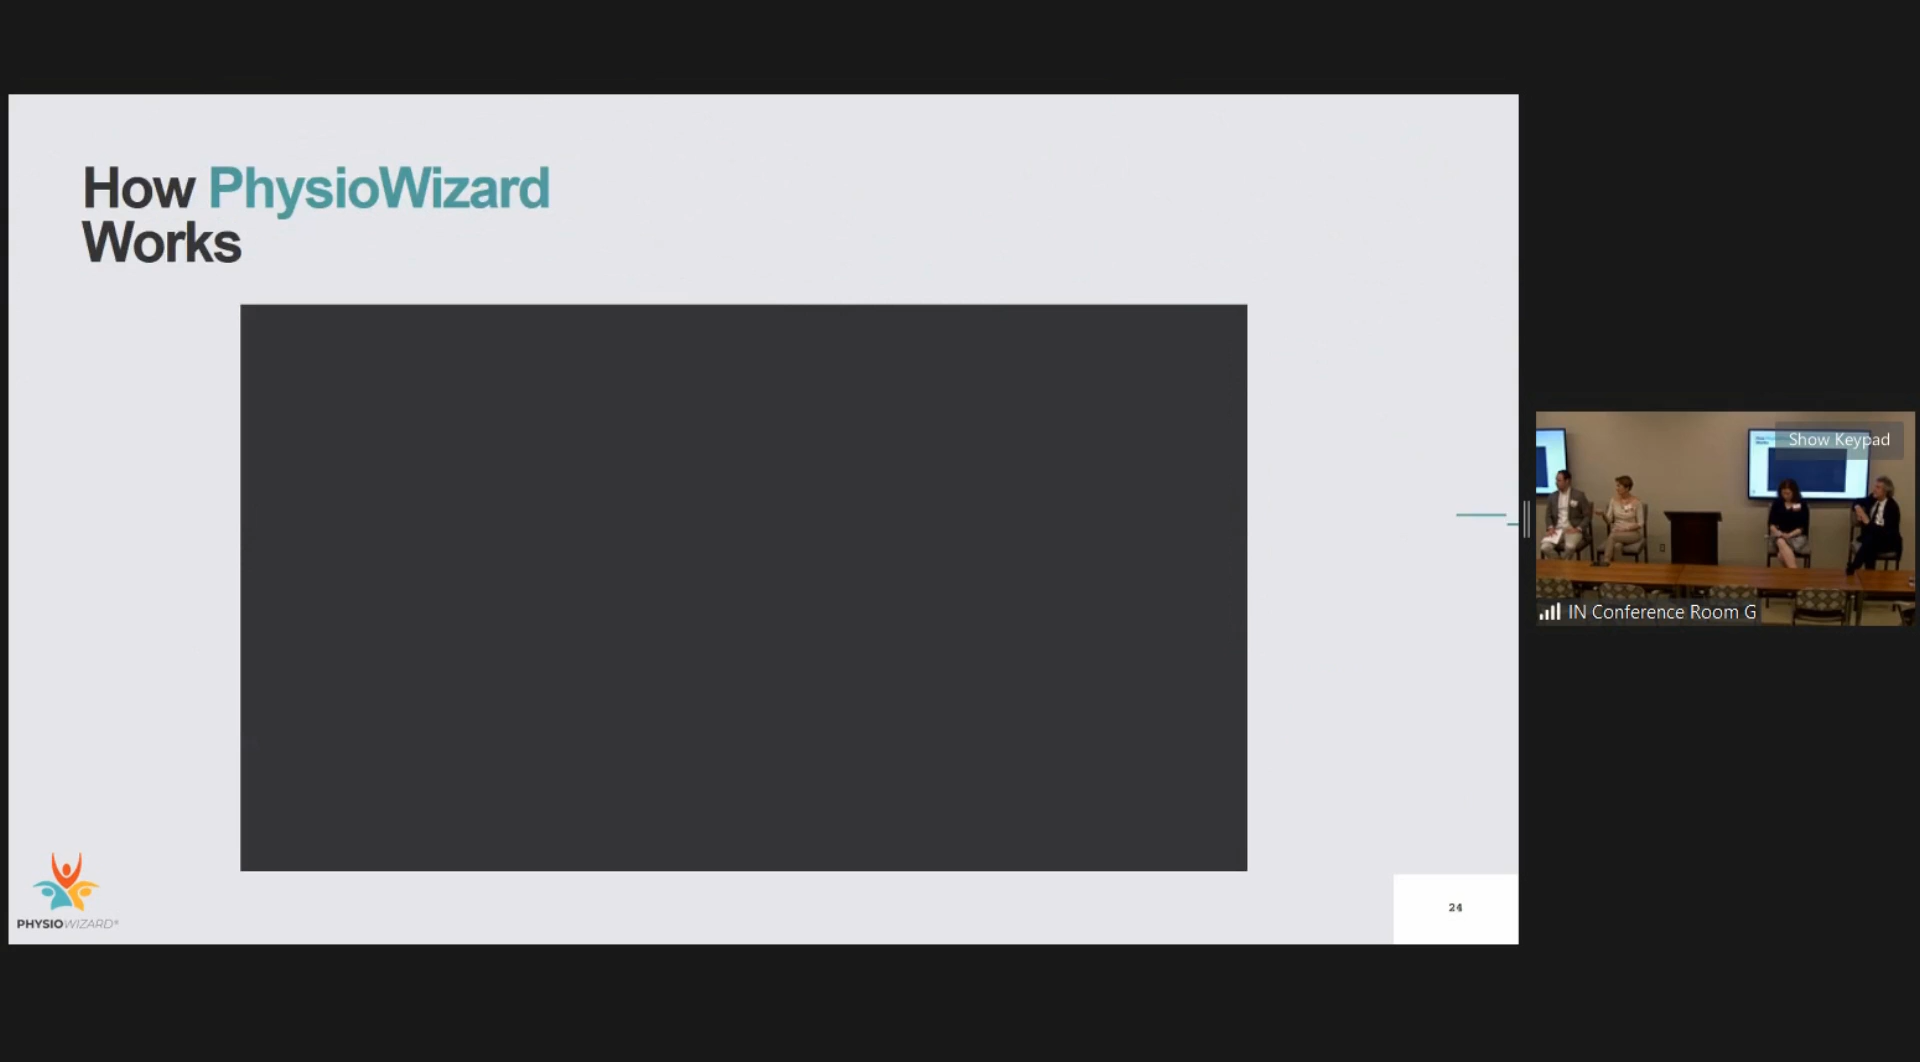 How PhysioWizard
Works
PHYSIOWIZARD®
24
Show Keypad
IN Conference Room G